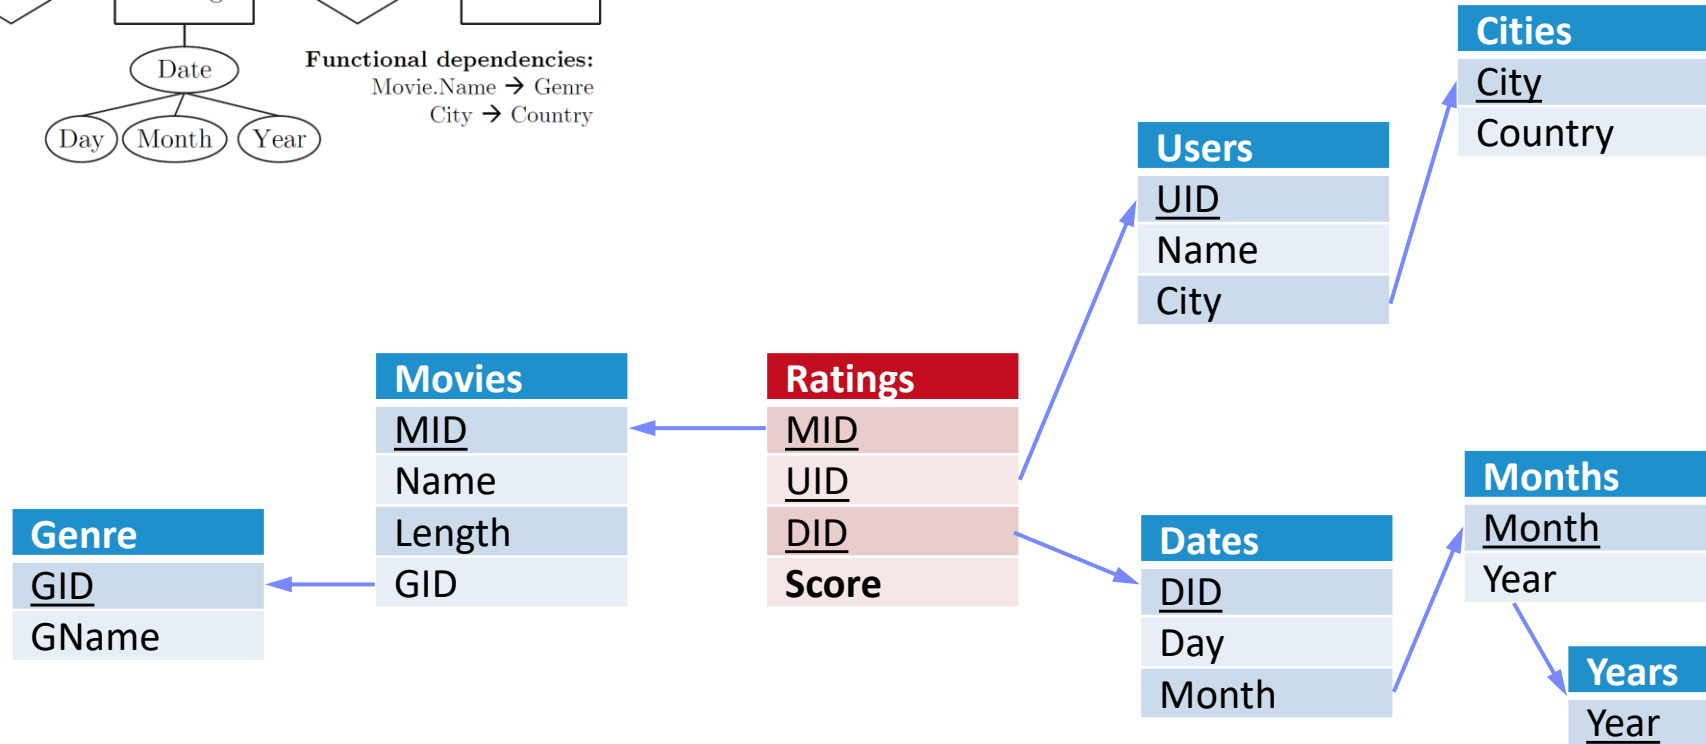 Date
Day
Month
Year
Functional dependencies:
Movie.Name → Genre
City → Country
Cities
City
Country
Users
UID
Name
City
Movies
MID
Name
Length
GID
Ratings
MID
UID
DID
Score
Genre
GID
GName
Dates
DID
Day
Month
Months
Month
Year
Years
Year